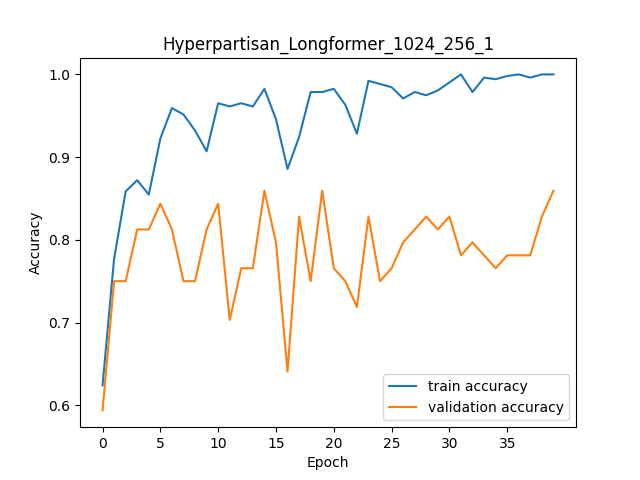 Hyperpartisan_Longformer_1024_256_1
1.0
0.9
0.8
0.7
0.6
Accuracy
0 5 10 15 20 25 30 35
Epoch
train accuracy
validation accuracy